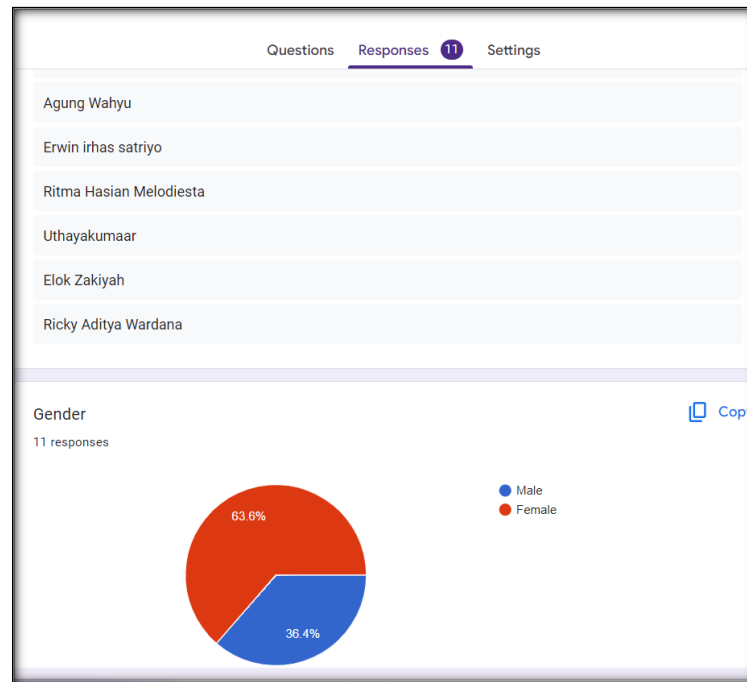 Questions Responses 11 Settings
Agung Wahyu
Erwin irhas satriyo
Ritma Hasian Melodiesta
Uthayakumaar
Elok Zakiyah
Ricky Aditya Wardana
Gender
Copy
11 responses
Male
Female
63.6%
36.4%